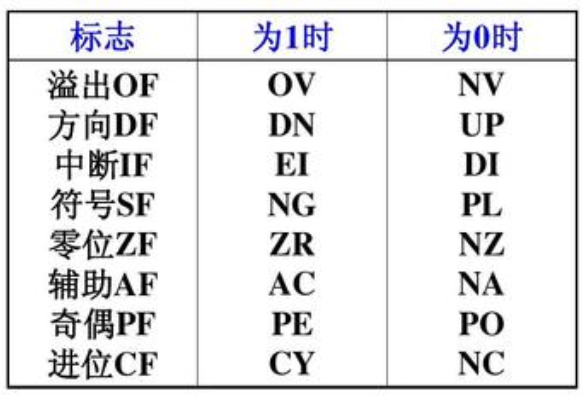 标志 为1时 为0时
溢出OF OV NV
方向DF DN UP
中断IF EI DI
符号SF NG PL
零位ZF ZR NZ
辅助AF AC NA
奇偶PF PE PO
进位CF CY NC